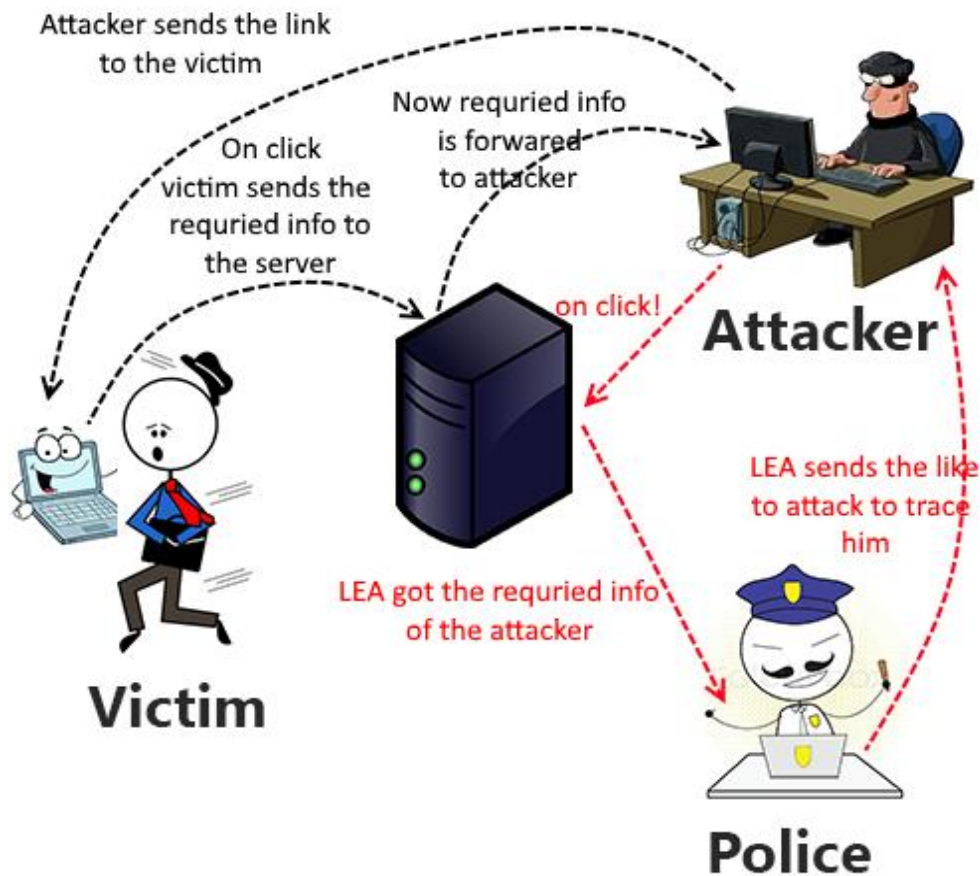 Attacker sends the link
to the victim
Now requried info
is forwared
to attacker
On click
victim sends the
requried info to
the server
on click!
Attacker
LEA sends the like
to attack to trace
him
LEA got the requried info
of the attacker
Victim
Police